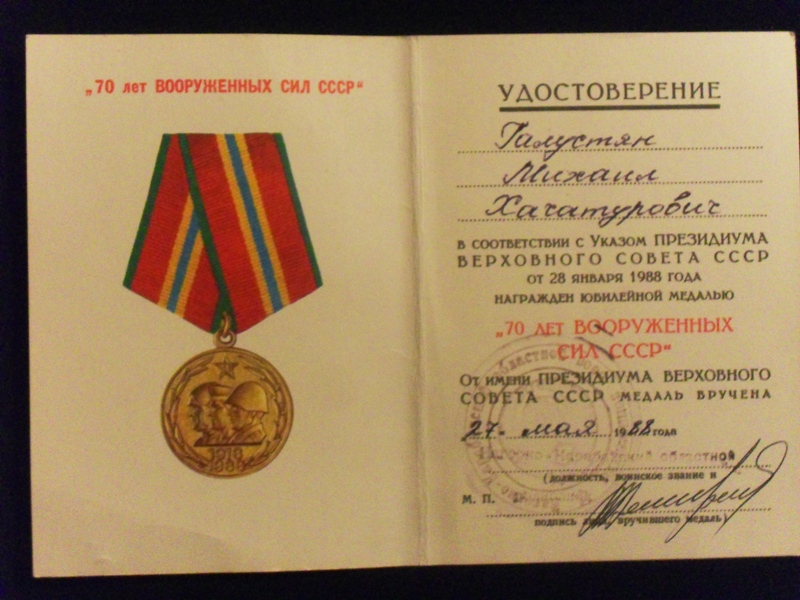 „70 лет ВООРУЖЕННЫХ СИЛ СССР“
1918
1988
УДОСТОВЕРЕНИЕ
Галустян
Михаил
Хачатурович
В СООТВЕТСТВИИ С УКАЗОМ ПРЕЗИДИУМА
ВЕРХОВНОГО СОВЕТА СССР
ОТ 28 ЯНВАРЯ 1988 ГОДА
НАГРАЖДЕН ЮБИЛЕЙНОЙ МЕДАЛЬЮ
„70 ЛЕТ ВООРУЖЕННЫХ
СИЛ СССР“
ОТ ИМЕНИ ПРЕЗИДИУМА ВЕРХОВНОГО
СОВЕТА СССР МЕДАЛЬ ВРУЧЕНА
27 мая 1988 года
областной
(должность, воинское звание и
М. П.
подпись лица, вручившего медаль)